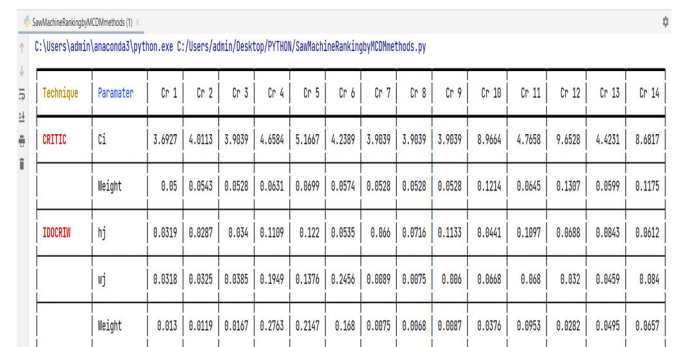 SawMachineRankingbyMCDMmethods (1) ×
C:\Users\admin\anaconda3\python.exe C:/Users/admin/Desktop/PYTHON/SawMachineRankingbyMCDMmethods.py
Technique Paramater Cr 1 Cr 2 Cr 3 Cr 4 Cr 5 Cr 6 Cr 7 Cr 8 Cr 9 Cr 10 Cr 11 Cr 12 Cr 13 Cr 14
CRITIC Ci 3.6927 4.0113 3.9039 4.6584 5.1667 4.2389 3.9039 3.9039 3.9039 8.9664 4.7658 9.6528 4.4231 8.6817
Weight 0.05 0.0543 0.0528 0.0631 0.0699 0.0574 0.0528 0.0528 0.0528 0.1214 0.0645 0.1307 0.0599 0.1175
IDOCRIW hj 0.0319 0.0287 0.034 0.1109 0.122 0.0535 0.066 0.0716 0.1133 0.0441 0.1097 0.0688 0.0843 0.0612
wj 0.0318 0.0325 0.0385 0.1949 0.1376 0.2456 0.0089 0.0075 0.006 0.0668 0.068 0.032 0.0459 0.084
Weight 0.013 0.0119 0.0167 0.2763 0.2147 0.168 0.0075 0.0068 0.0087 0.0376 0.0953 0.0282 0.0495 0.0657